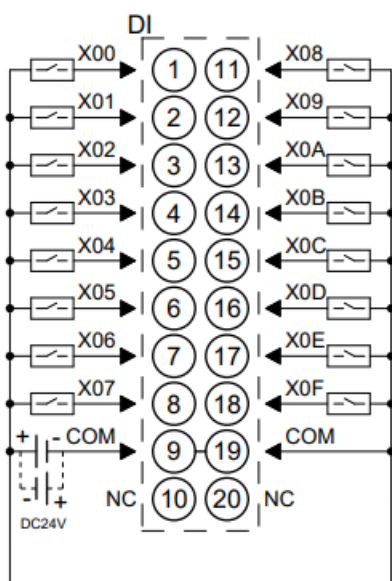 DI
X00 1 11 X08
X01 2 12 X09
X02 3 13 X0A
X03 4 14 X0B
X04 5 15 X0C
X05 6 16 X0D
X06 7 17 X0E
X07 8 18 X0F
+ - COM 9 19 COM
- + NC 10 20 NC
DC24V